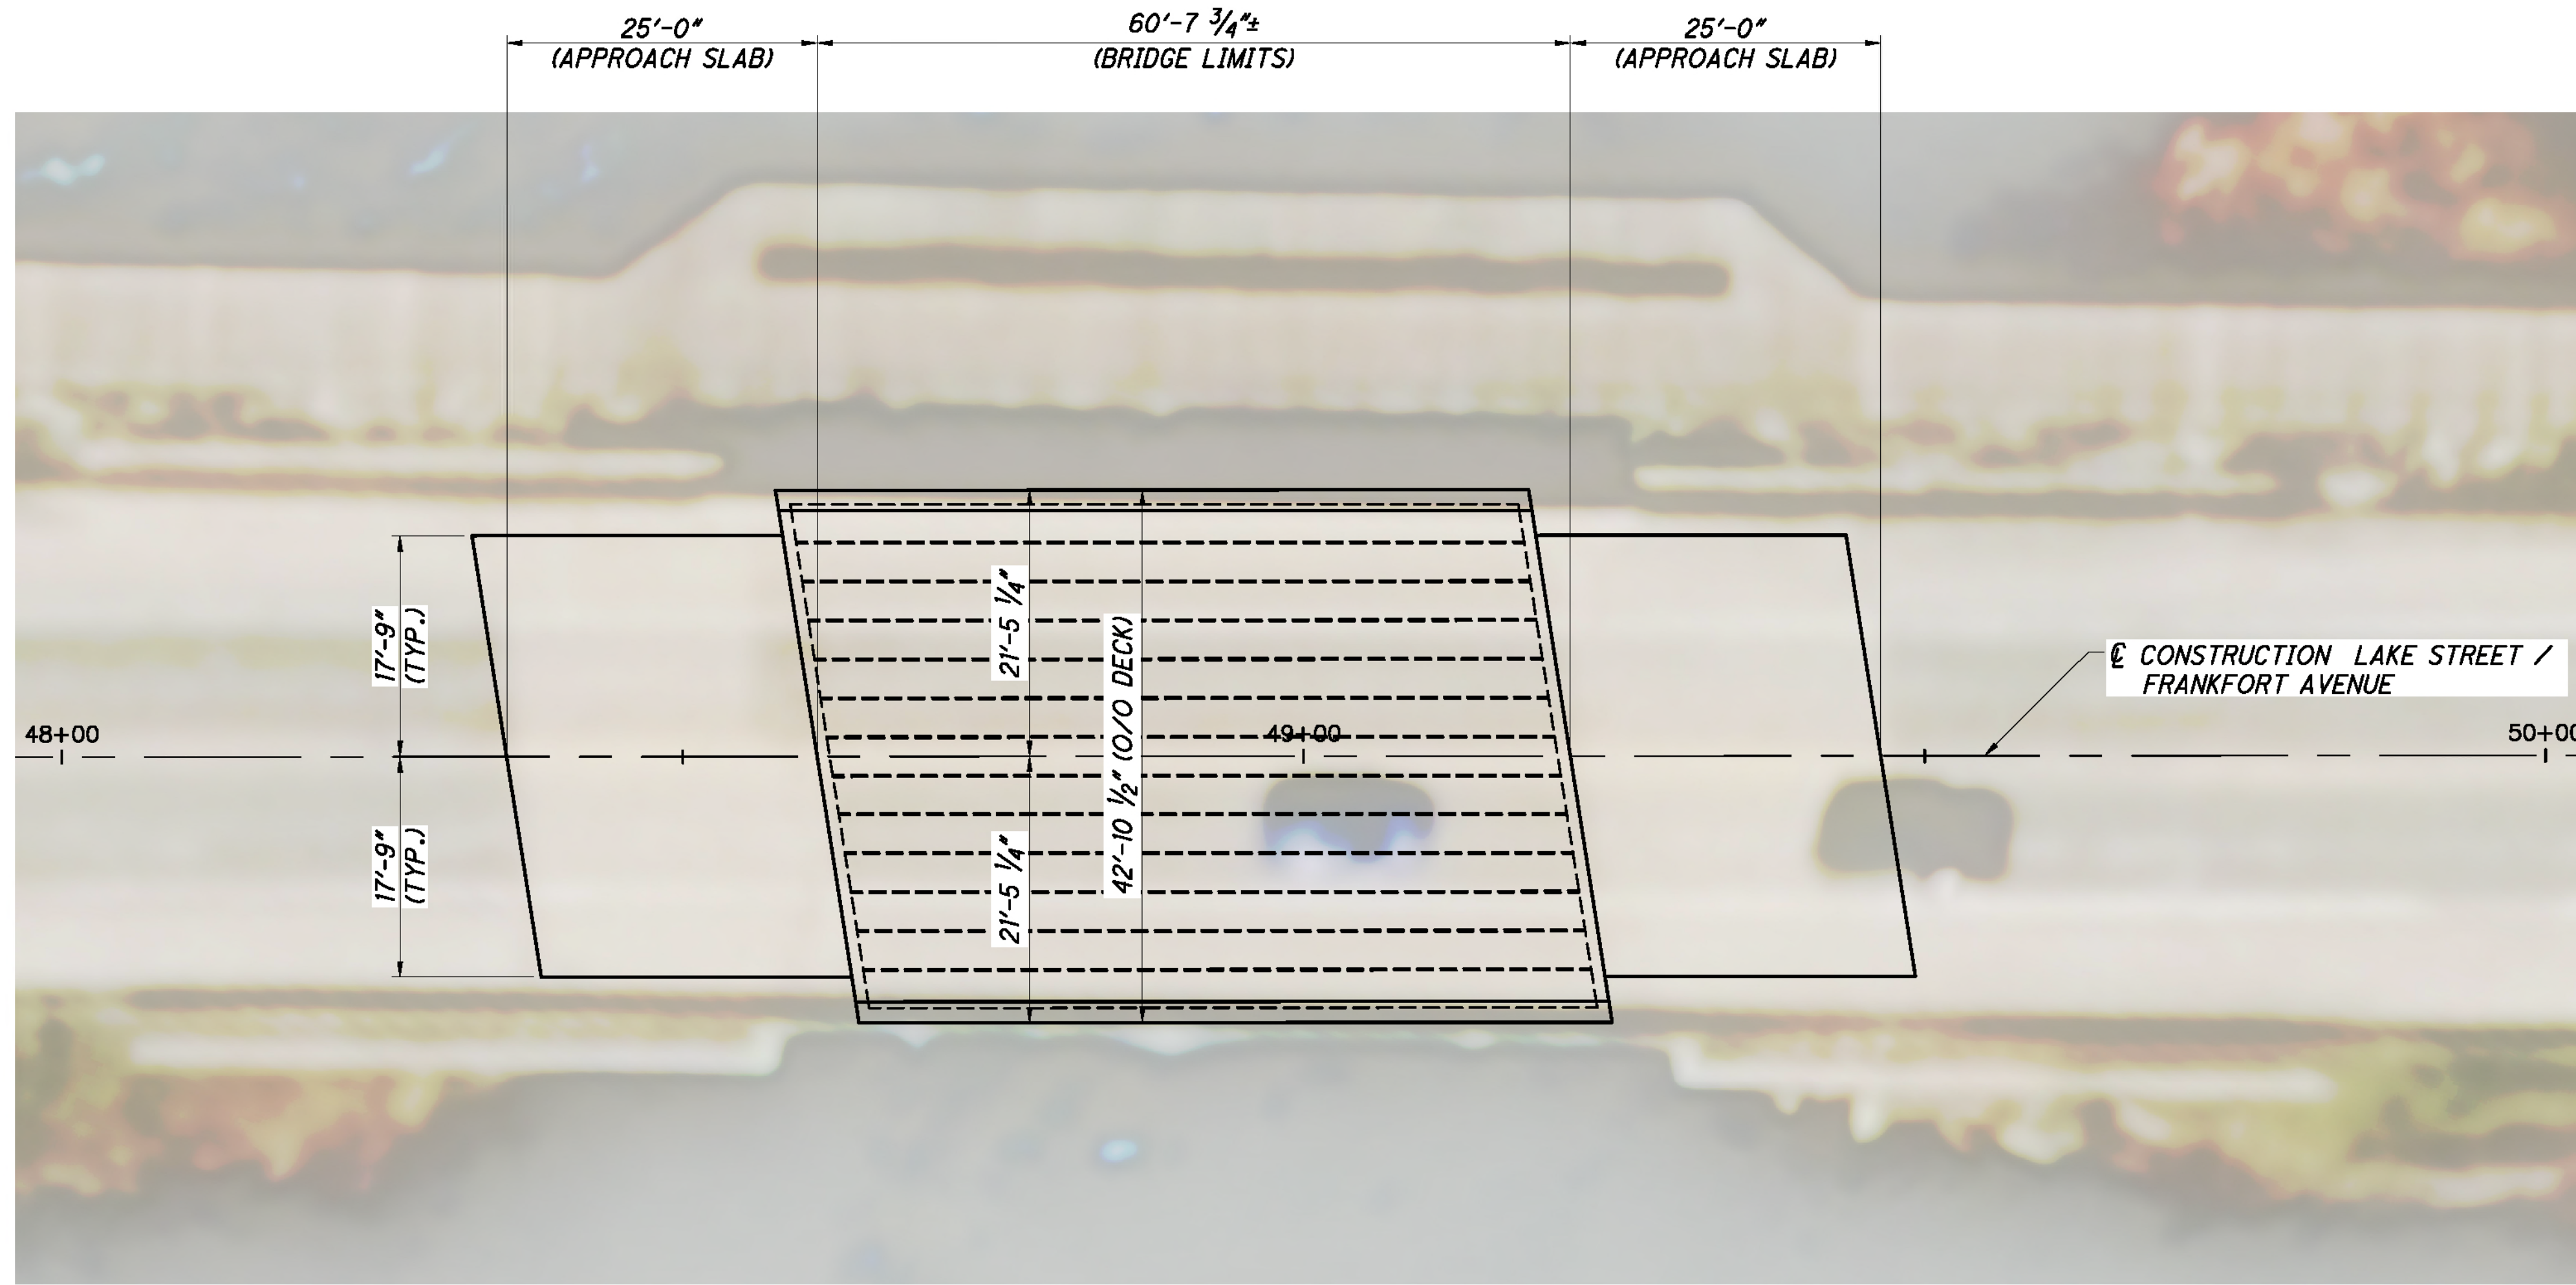 25'-0"
(APPROACH SLAB)
60'-7 3/4"±
(BRIDGE LIMITS)
25'-0"
(APPROACH SLAB)
17'-9"
(TYP.)
17'-9"
(TYP.)
21'-5 1/4"
21'-5 1/4"
42'-10 1/2" (O/O DECK)
℄ CONSTRUCTION LAKE STREET /
FRANKFORT AVENUE
48+00
49+00
50+00